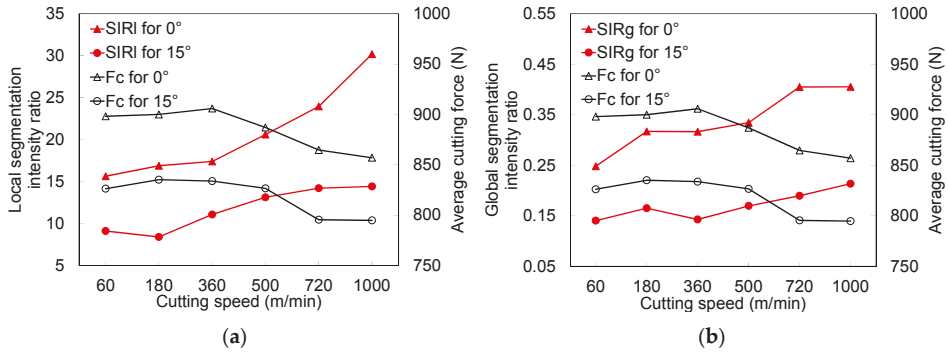 35
30
25
20
15
10
5
Local segmentation
intensity ratio
SIRl for 0°
SIRl for 15°
Fc for 0°
Fc for 15°
1000
950
900
850
800
750
Average cutting force (N)
60 180 360 500 720 1000
Cutting speed (m/min)
(a)
0.55
0.45
0.35
0.25
0.15
0.05
Global segmentation
intensity ratio
SIRg for 0°
SIRg for 15°
Fc for 0°
Fc for 15°
1000
950
900
850
800
750
Average cutting force (N)
60 180 360 500 720 1000
Cutting speed (m/min)
(b)